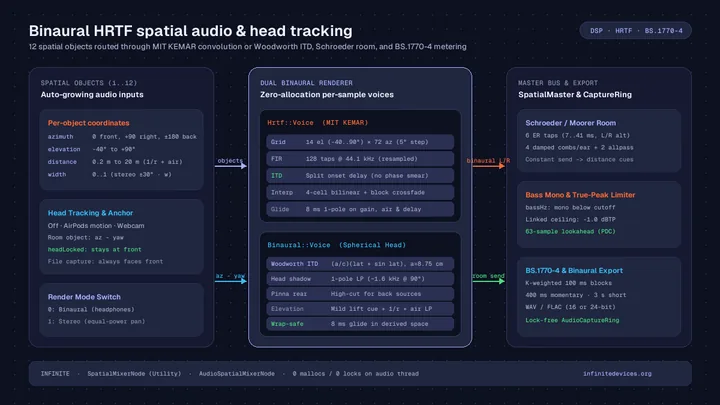 Binaural HRTF spatial audio & head tracking
12 spatial objects routed through MIT KEMAR convolution or Woodworth ITD, Schroeder room, and BS.1770-4 metering
DSP · HRTF · BS.1770-4
SPATIAL OBJECTS (1..12)
Auto-growing audio inputs
Per-object coordinates
azimuth 0 front, +90 right, ±180 back
elevation -40° to +90°
distance 0.2 m to 20 m (1/r + air)
width 0..1 (stereo ±30° · w)
Head Tracking & Anchor
Off · AirPods motion · Webcam
Room object: az - yaw
headLocked: stays at front
File capture: always faces front
Render Mode Switch
0: Binaural (headphones)
1: Stereo (equal-power pan)
objects
az - yaw
DUAL BINAURAL RENDERER
Zero-allocation per-sample voices
Hrtf::Voice (MIT KEMAR)
Grid 14 el (-40..90°) × 72 az (5° step)
FIR 128 taps @ 44.1 kHz (resampled)
ITD Split onset delay (no phase smear)
Interp 4-cell bilinear + block crossfade
Glide 8 ms 1-pole on gain, air & delay
Binaural::Voice (Spherical Head)
Woodworth ITD (a/c)(lat + sin lat), a=8.75 cm
Head shadow 1-pole LP (~1.6 kHz @ 90°)
Pinna rear High-cut for back sources
Elevation Mild lift cue + 1/r + air LP
Wrap-safe 8 ms glide in derived space
binaural L/R
room send
MASTER BUS & EXPORT
SpatialMaster & CaptureRing
Schroeder / Moorer Room
6 ER taps (7..41 ms, L/R alt)
4 damped combs/ear + 2 allpass
Constant send -> distance cues
Bass Mono & True-Peak Limiter
bassHz: mono below cutoff
Linked ceiling: -1.0 dBTP
63-sample lookahead (PDC)
BS.1770-4 & Binaural Export
K-weighted 100 ms blocks
400 ms momentary · 3 s short
WAV / FLAC (16 or 24-bit)
Lock-free AudioCaptureRing
INFINITE · SpatialMixerNode (Utility) · AudioSpatialMixerNode · 0 mallocs / 0 locks on audio thread
infinitedevices.org